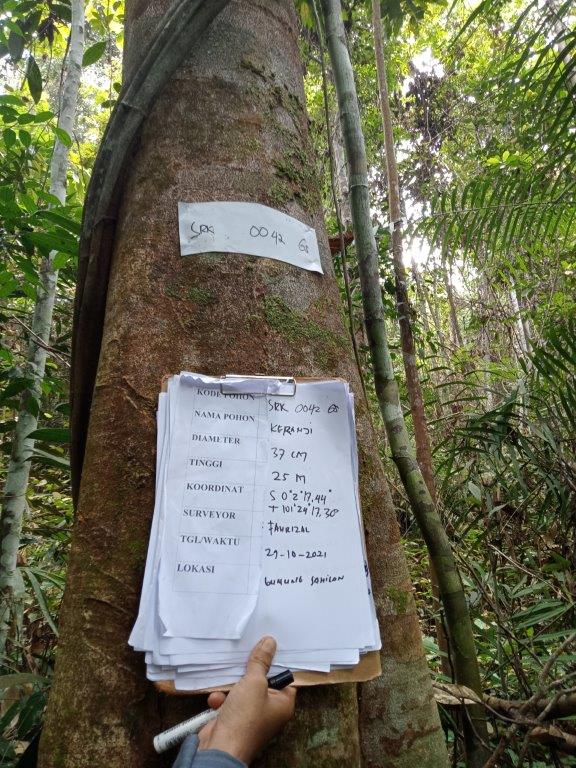 SRK 0042 GS
KODE POHON SRK 0042 GS
NAMA POHON KERANJI
DIAMETER 37 CM
TINGGI 25 M
KOORDINAT S 0°2'17,44"
+ 101°24'17.30"
SURVEYOR FAHRIZAL
TGL/WAKTU 29-10-2021
LOKASI GUNUNG SAHILAN